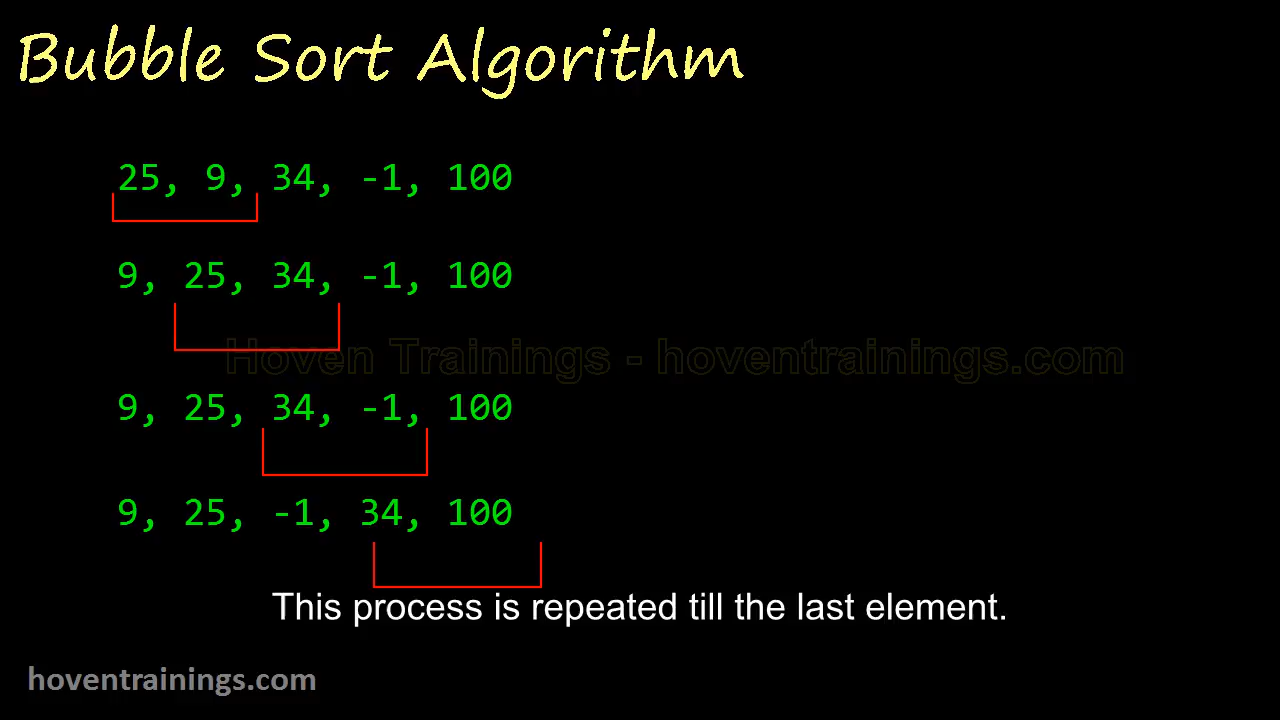 Bubble Sort Algorithm
25, 9, 34, -1, 100
9, 25, 34, -1, 100
Hoven Trainings - hoventrainings.com
9, 25, 34, -1, 100
9, 25, -1, 34, 100
This process is repeated till the last element.
hoventrainings.com